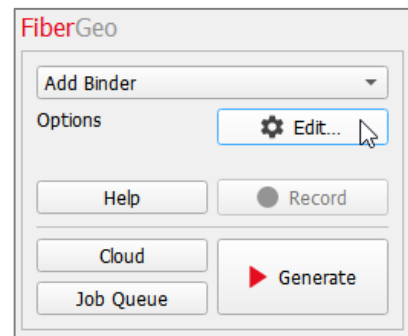 FiberGeo
Add Binder
Options
Edit...
Help
Record
Cloud
Generate
Job Queue